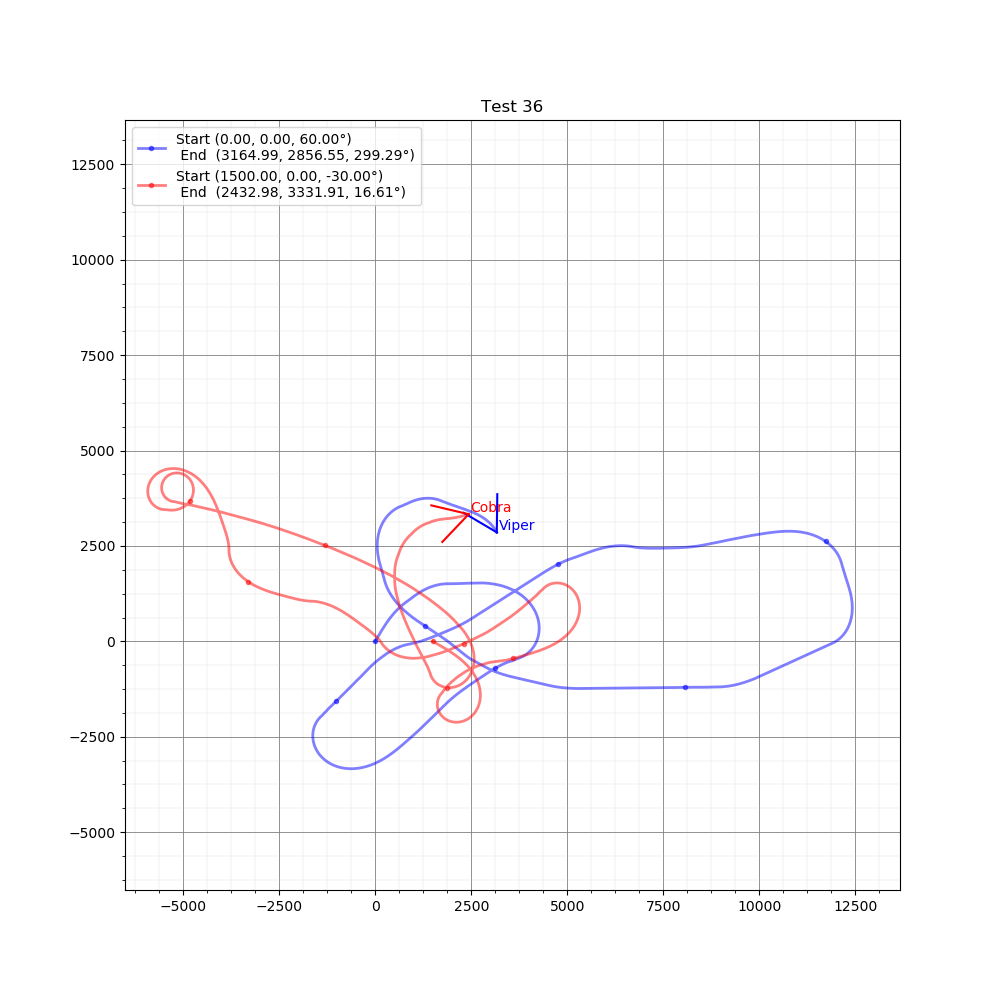 Test 36
Start (0.00, 0.00, 60.00°)
End (3164.99, 2856.55, 299.29°)
Start (1500.00, 0.00, -30.00°)
End (2432.98, 3331.91, 16.61°)
12500
10000
7500
5000
2500
0
−2500
−5000
Cobra
Viper
−5000 −2500 0 2500 5000 7500 10000 12500